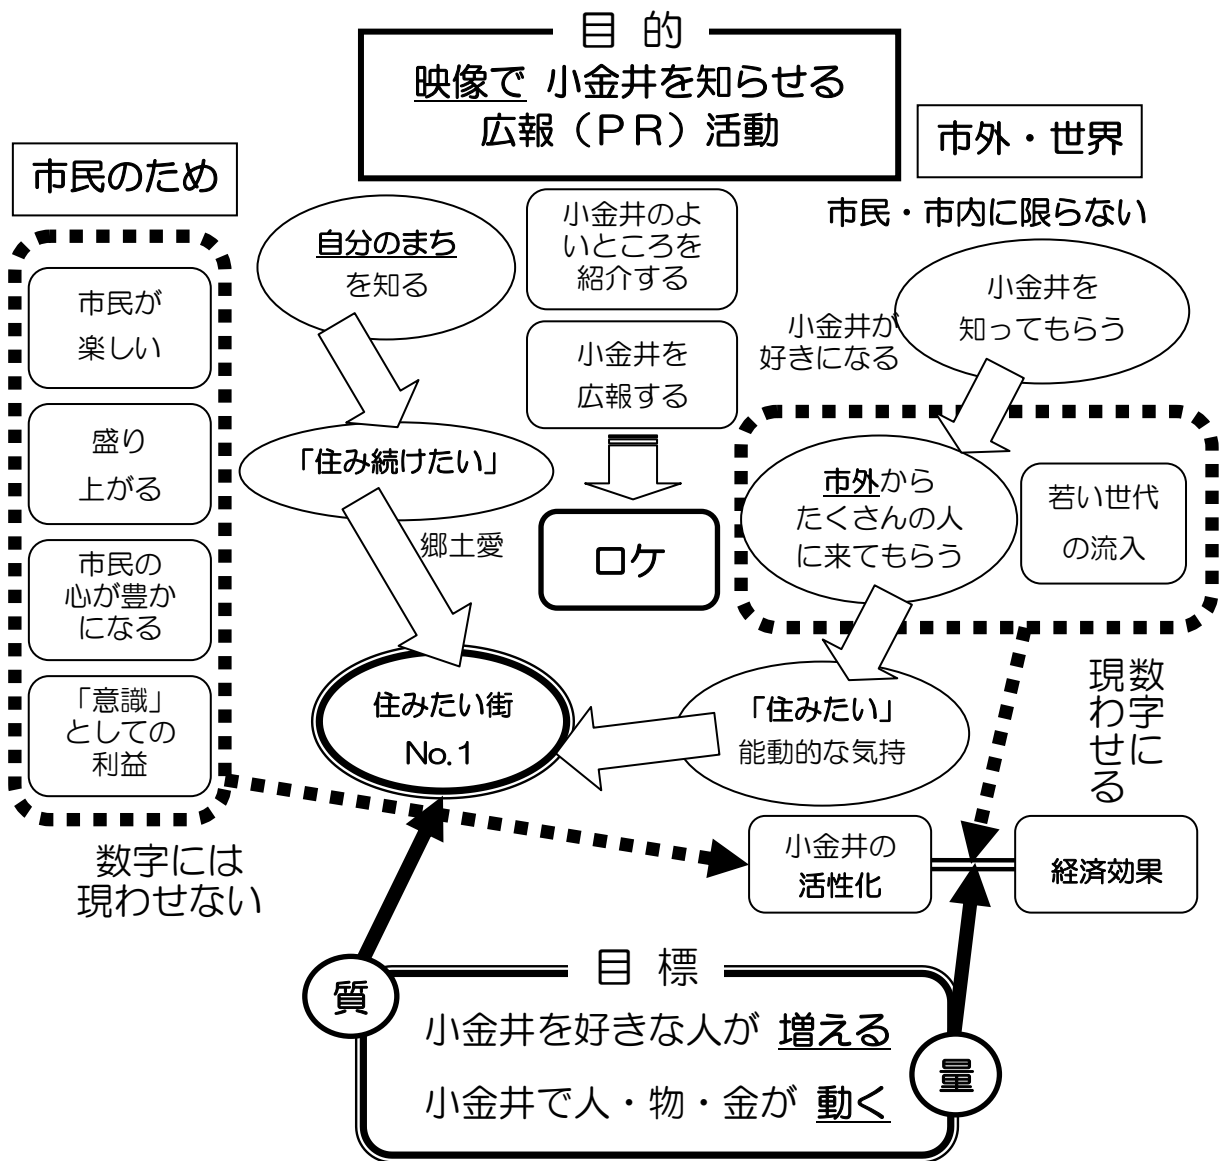 目 的
映像で 小金井を知らせる
広報（ＰＲ）活動
市民のため
市外・世界
市民・市内に限らない
市民が
楽しい
盛り
上がる
市民の
心が豊か
になる
「意識」
としての
利益
数字には
現わせない
自分のまち
を知る
「住み続けたい」
郷土愛
住みたい街
No.1
小金井のよ
いところを
紹介する
小金井を
広報する
ロケ
小金井を
知ってもらう
小金井が
好きになる
市外から
たくさんの人
に来てもらう
若い世代
の流入
「住みたい」
能動的な気持
数字に
現わせる
小金井の
活性化
経済効果
目 標
質
小金井を好きな人が 増える
小金井で人・物・金が 動く
量